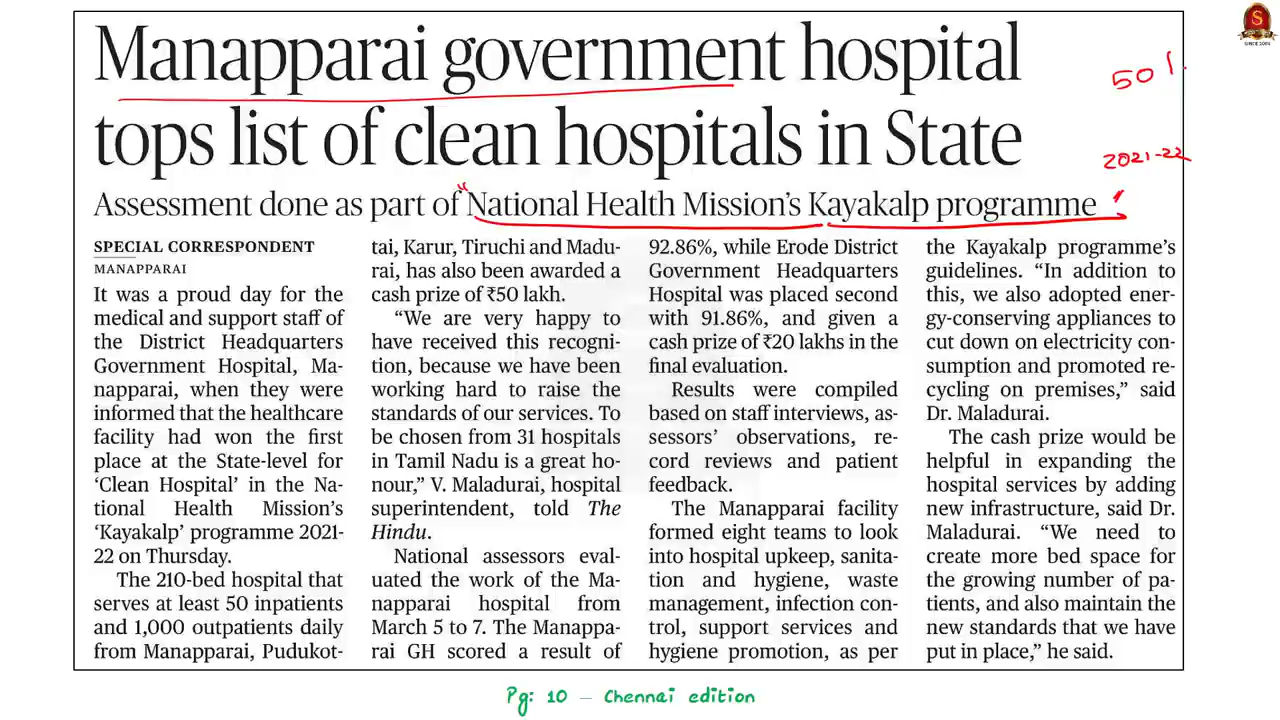 Manapparai government hospital
tops list of clean hospitals in State
Assessment done as part of "National Health Mission's Kayakalp programme"
50%
2021-22
SPECIAL CORRESPONDENT
MANAPPARAI
It was a proud day for the
medical and support staff of
the District Headquarters
Government Hospital, Ma-
napparai, when they were
informed that the healthcare
facility had won the first
place at the State-level for
‘Clean Hospital’ in the Na-
tional Health Mission’s
‘Kayakalp’ programme 2021-
22 on Thursday.
The 210-bed hospital that
serves at least 50 inpatients
and 1,000 outpatients daily
from Manapparai, Pudukot-
tai, Karur, Tiruchi and Madu-
rai, has also been awarded a
cash prize of ₹50 lakh.
“We are very happy to
have received this recogni-
tion, because we have been
working hard to raise the
standards of our services. To
be chosen from 31 hospitals
in Tamil Nadu is a great ho-
nour,” V. Maladurai, hospital
superintendent, told The
Hindu.
National assessors eval-
uated the work of the Ma-
napparai hospital from
March 5 to 7. The Manappa-
rai GH scored a result of
92.86%, while Erode District
Government Headquarters
Hospital was placed second
with 91.86%, and given a
cash prize of ₹20 lakhs in the
final evaluation.
Results were compiled
based on staff interviews, as-
sessors’ observations, re-
cord reviews and patient
feedback.
The Manapparai facility
formed eight teams to look
into hospital upkeep, sanita-
tion and hygiene, waste
management, infection con-
trol, support services and
hygiene promotion, as per
the Kayakalp programme’s
guidelines. “In addition to
this, we also adopted ener-
gy-conserving appliances to
cut down on electricity con-
sumption and promoted re-
cycling on premises,” said
Dr. Maladurai.
The cash prize would be
helpful in expanding the
hospital services by adding
new infrastructure, said Dr.
Maladurai. “We need to
create more bed space for
the growing number of pa-
tients, and also maintain the
new standards that we have
put in place,” he said.
Pg: 10 – Chennai edition
S
SINCE 2004